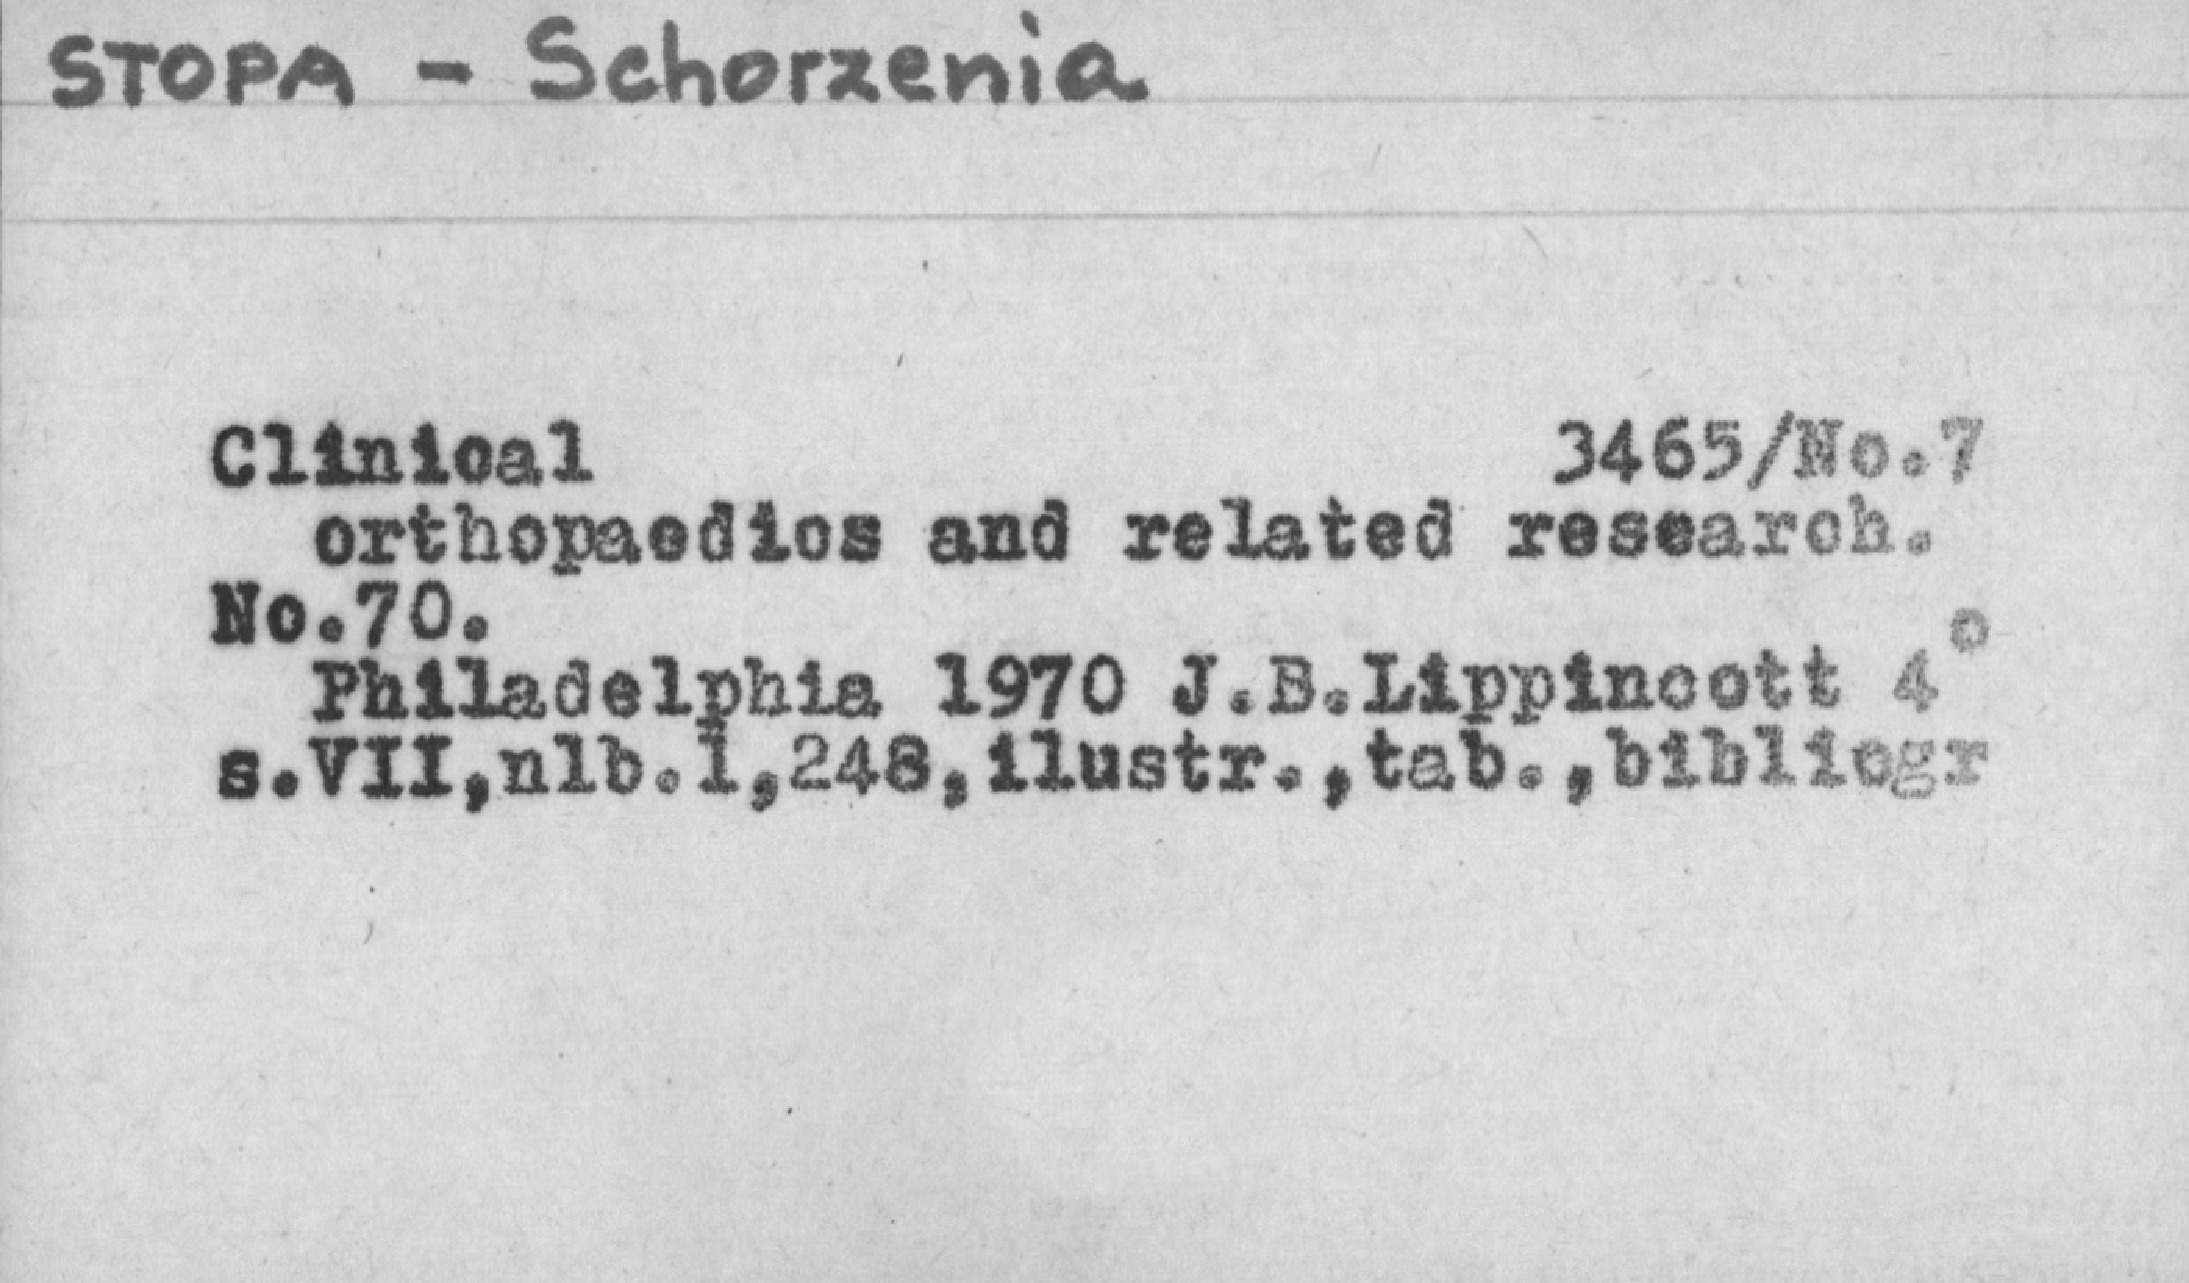 STOPA - Schorzenia
Clinical 3465/No.7
orthopaedics and related research.
No.70.
Philadelphia 1970 J.B.Lippincott 4°
s.VII,nlb.1,248,ilustr.,tab.,bibliogr